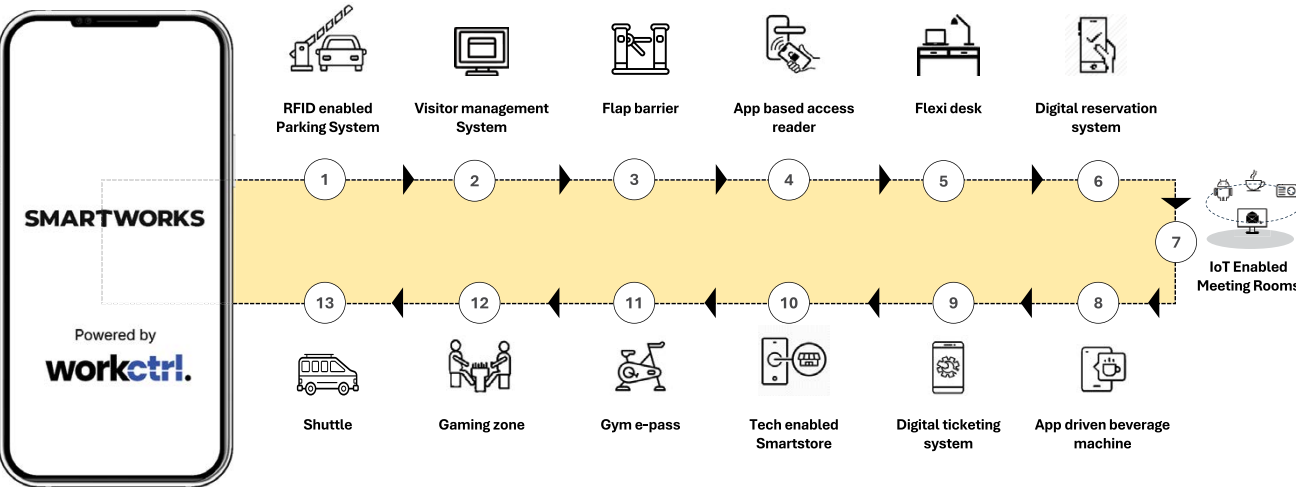 RFID enabled
Parking System
Visitor management
System
Flap barrier
App based access
reader
Flexi desk
Digital reservation
system
1
2
3
4
5
6
SMARTWORKS
7
IoT Enabled
Meeting Rooms
13
12
11
10
9
8
Powered by
workctrl.
Shuttle
Gaming zone
Gym e-pass
Tech enabled
Smartstore
Digital ticketing
system
App driven beverage
machine